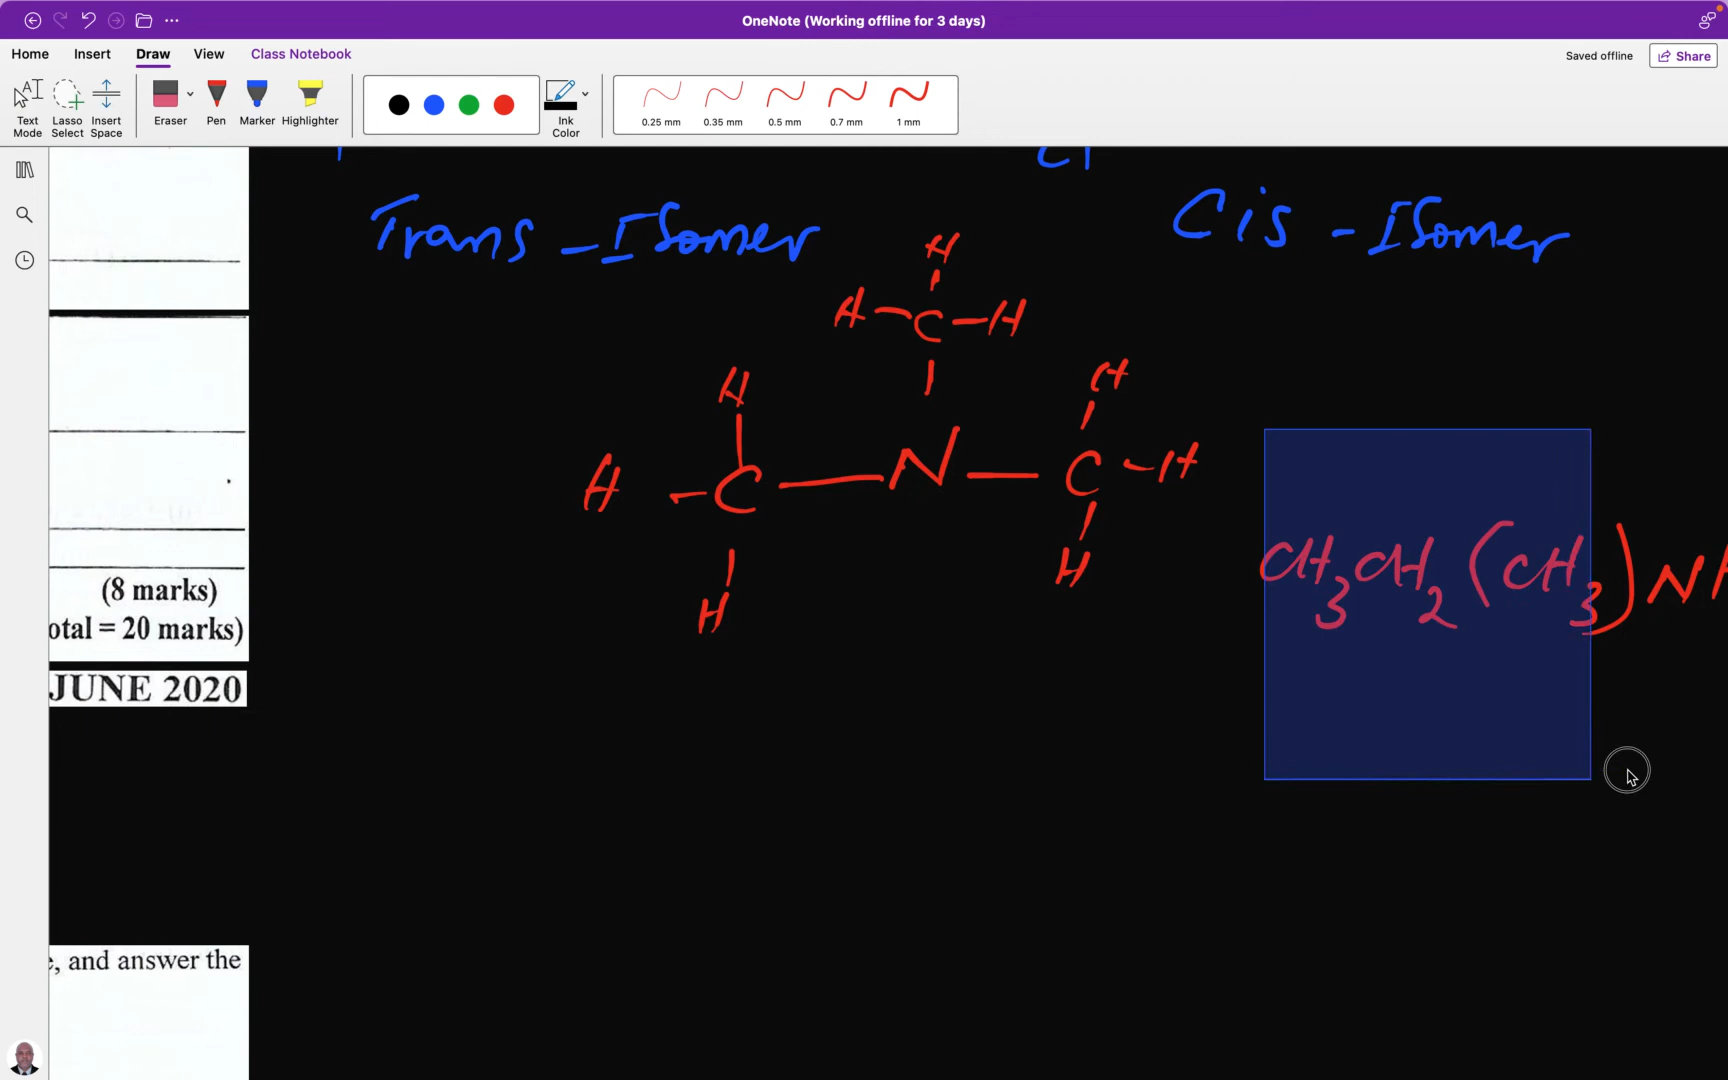 OneNote (Working offline for 3 days)
Home Insert Draw View Class Notebook
Saved offline Share
Text Mode
Lasso Select
Insert Space
Eraser
Pen
Marker
Highlighter
Ink Color
0.25 mm
0.35 mm
0.5 mm
0.7 mm
1 mm
Trans - ISomer
Cis - ISomer
H
H - C - H
H H
H - C - N - C - H
H H
CH3CH2(CH3)N
(8 marks)
otal = 20 marks)
JUNE 2020
, and answer the